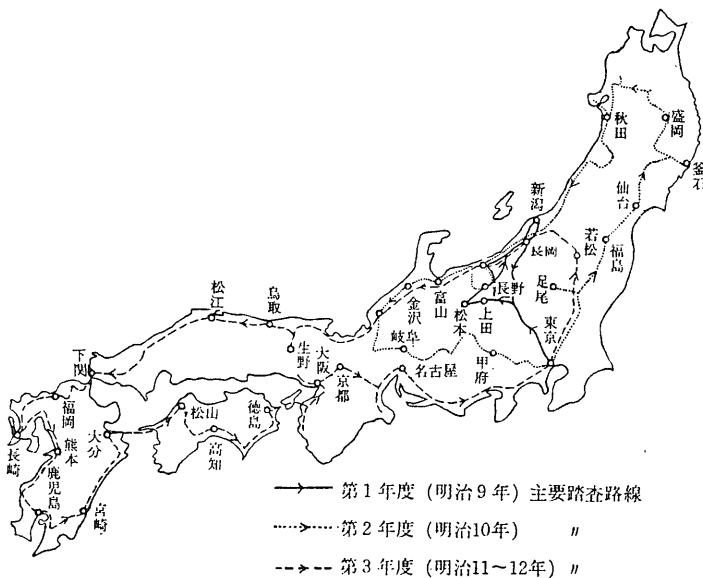 秋田
盛岡
釜石
仙台
新潟
若松
福島
長岡
足尾
長野
富山
金沢
松本
上田
東京
岐阜
甲府
名古屋
鳥取
松江
生野
大阪
京都
下関
福岡
大分
松山
徳島
高知
長崎
熊本
鹿児島
宮崎
第1年度 (明治9年) 主要踏査路線
第2年度 (明治10年) 〃
第3年度 (明治11~12年) 〃